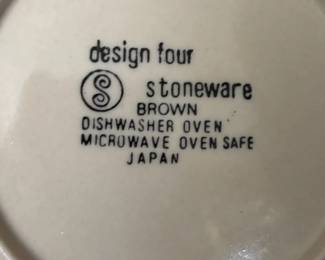 design four
S stoneware
BROWN
DISHWASHER OVEN
MICROWAVE OVEN SAFE
JAPAN